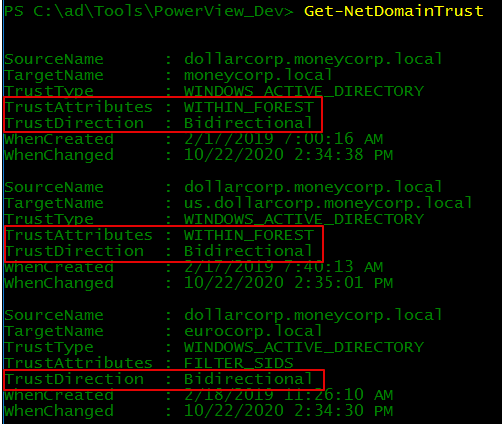 PS C:\ad\Tools\PowerView_Dev> Get-NetDomainTrust
SourceName : dollarcorp.moneycorp.local
TargetName : moneycorp.local
TrustType : WINDOWS_ACTIVE_DIRECTORY
TrustAttributes : WITHIN_FOREST
TrustDirection : Bidirectional
WhenCreated : 2/17/2019 7:00:16 AM
WhenChanged : 10/22/2020 2:34:38 PM
SourceName : dollarcorp.moneycorp.local
TargetName : us.dollarcorp.moneycorp.local
TrustType : WINDOWS_ACTIVE_DIRECTORY
TrustAttributes : WITHIN_FOREST
TrustDirection : Bidirectional
WhenCreated : 2/17/2019 7:40:13 AM
WhenChanged : 10/22/2020 2:35:01 PM
SourceName : dollarcorp.moneycorp.local
TargetName : eurocorp.local
TrustType : WINDOWS_ACTIVE_DIRECTORY
TrustAttributes : FILTER_SIDS
TrustDirection : Bidirectional
WhenCreated : 2/18/2019 11:26:10 AM
WhenChanged : 10/22/2020 2:34:30 PM